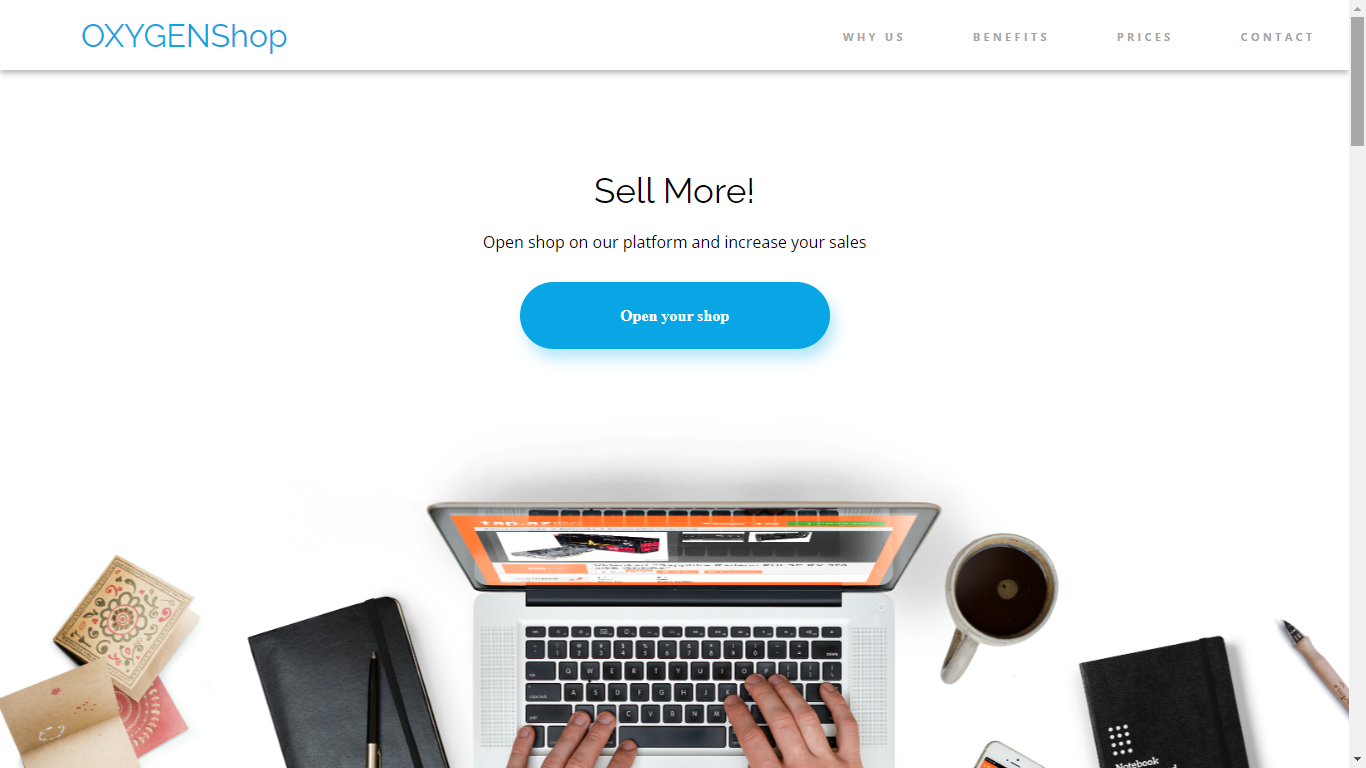 OXYGENShop
WHY US
BENEFITS
PRICES
CONTACT
Sell More!
Open shop on our platform and increase your sales
Open your shop
tap.az
Notebook